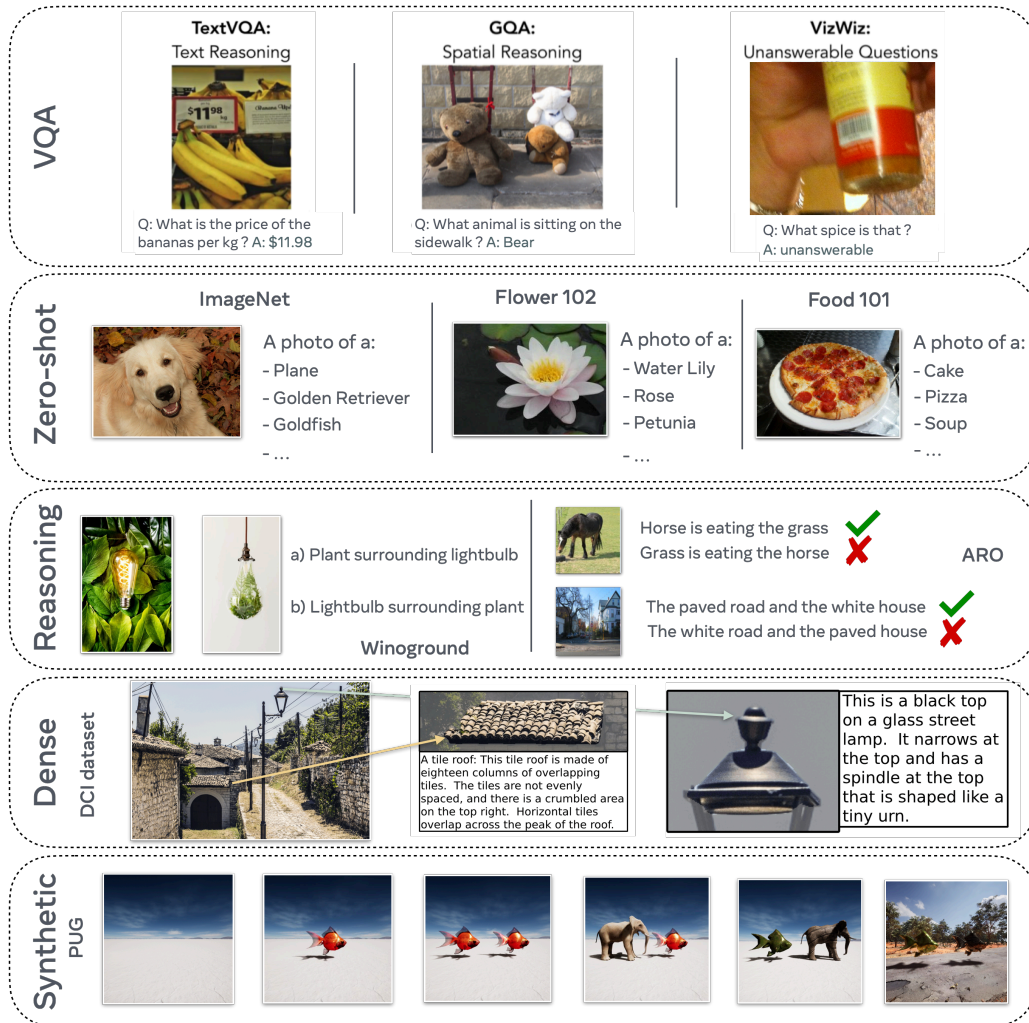 VQA
TextVQA:
Text Reasoning
$11.98
kg
Q: What is the price of the
bananas per kg ? A: $11.98
GQA:
Spatial Reasoning
Q: What animal is sitting on the
sidewalk ? A: Bear
VizWiz:
Unanswerable Questions
Q: What spice is that ?
A: unanswerable
Zero-shot
ImageNet
A photo of a:
- Plane
- Golden Retriever
- Goldfish
- ...
Flower 102
A photo of a:
- Water Lily
- Rose
- Petunia
- ...
Food 101
A photo of a:
- Cake
- Pizza
- Soup
- ...
Reasoning
a) Plant surrounding lightbulb
b) Lightbulb surrounding plant
Winoground
Horse is eating the grass
Grass is eating the horse
ARO
The paved road and the white house
The white road and the paved house
Dense
DCI dataset
A tile roof: This tile roof is made of
eighteen columns of overlapping
tiles. The tiles are not evenly
spaced, and there is a crumbled area
on the top right. Horizontal tiles
overlap across the peak of the roof.
This is a black top
on a glass street
lamp. It narrows at
the top and has a
spindle at the top
that is shaped like a
tiny urn.
Synthetic
PUG